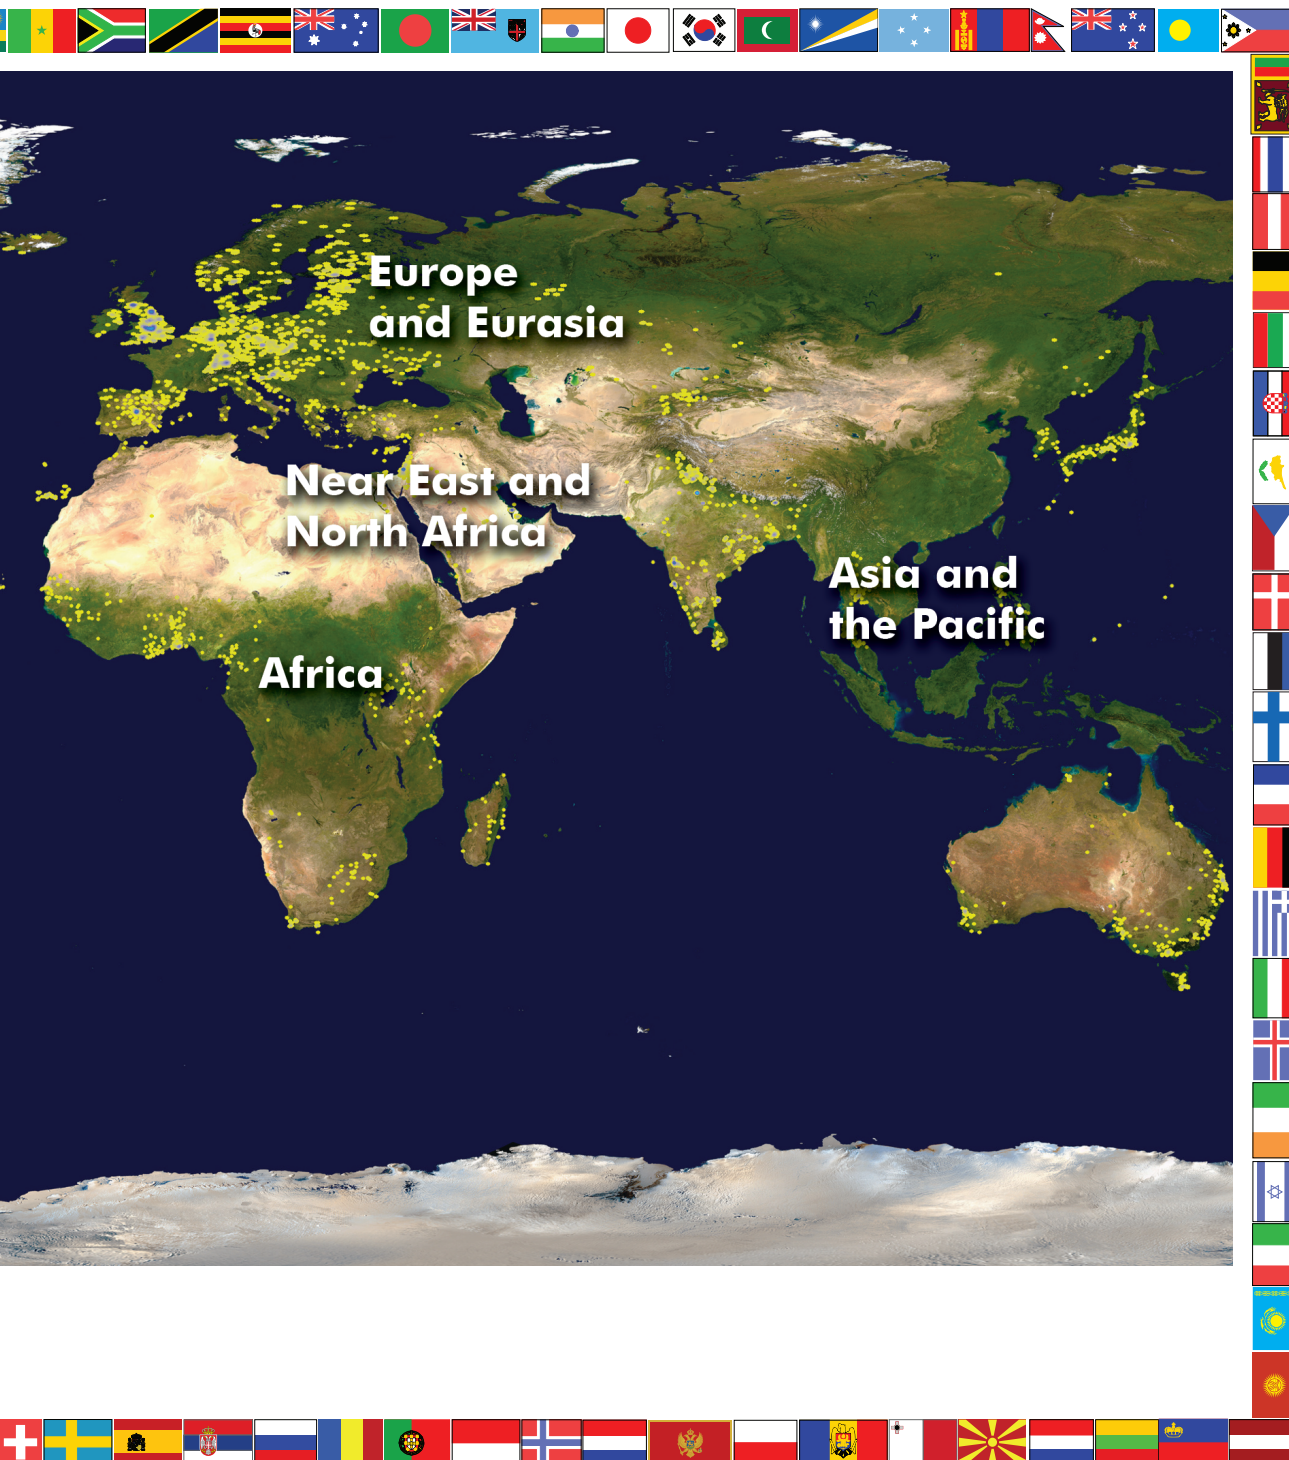 Europe
and Eurasia
Near East and
North Africa
Asia and
the Pacific
Africa